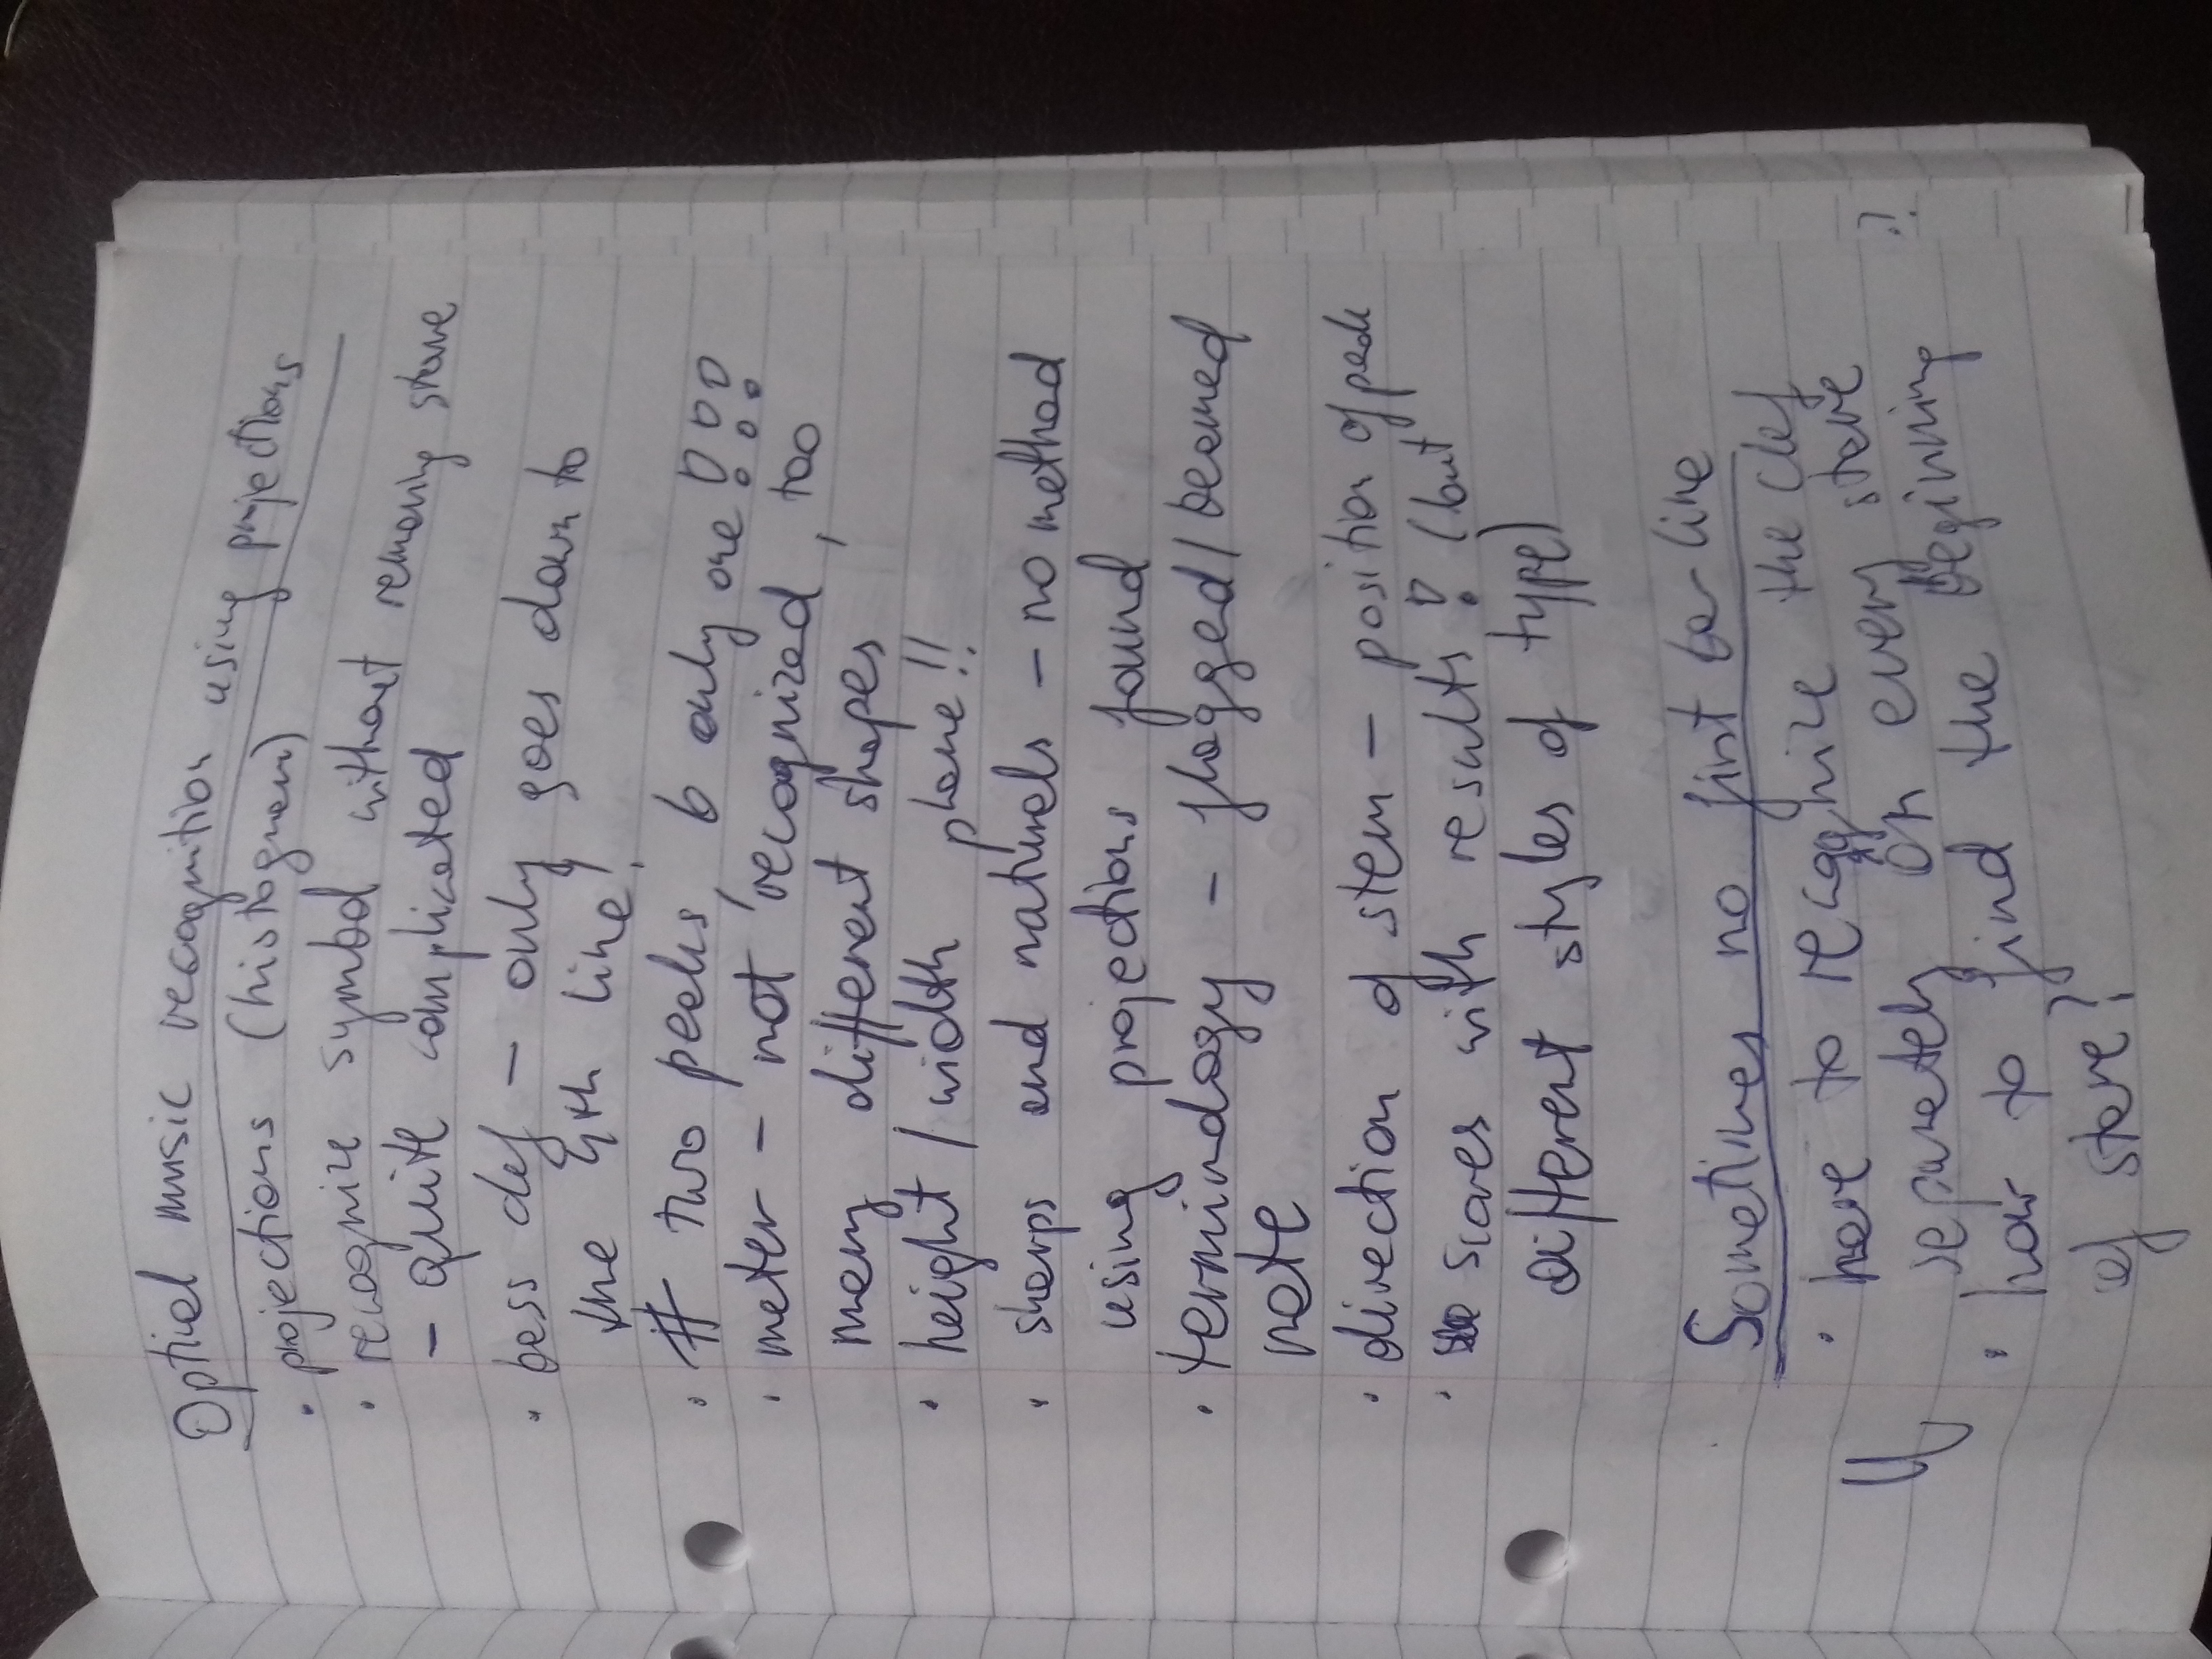 Optical music recognition using projections
• projections (histogram)
• recognize symbol without removing stave
- quite complicated
• bass clef - only goes down to
the 4th line!
• # two peaks, b only one!!!
• meter - not recognized, too
many different shapes
• height / width plane!!
• sharps and naturals - no method
using projections found
• terminology - flagged / beamed
note
• direction of stem - position of peak
• scores with results! (but
different styles of type)
Sometimes no first bar-line
• have to recognize the clef
separately on every stave
• how to find the beginning
of stave?